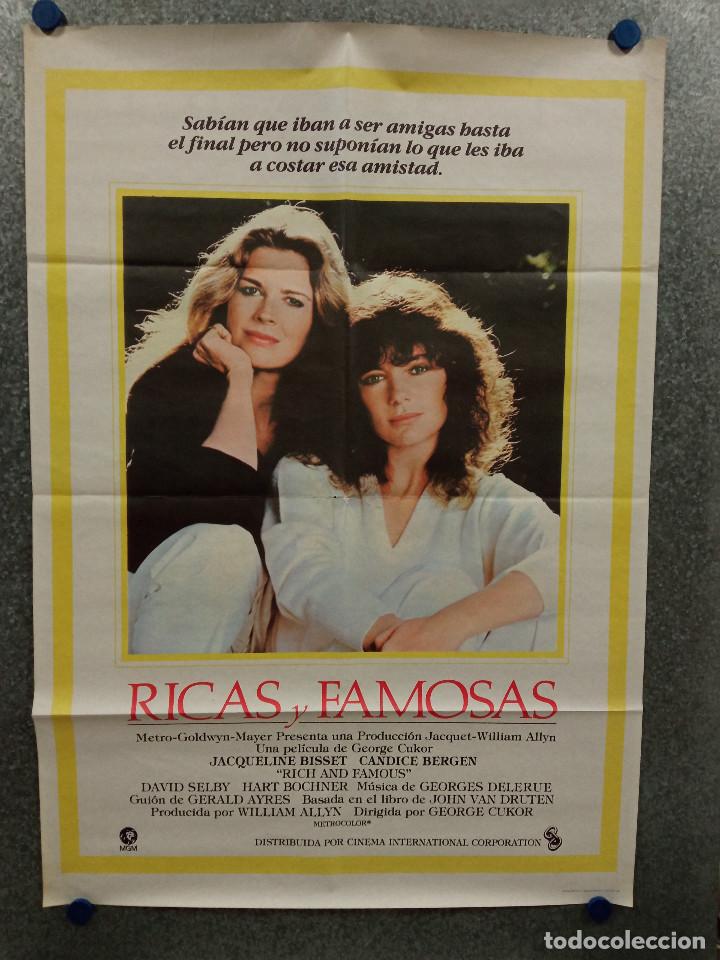 Sabían que iban a ser amigas hasta
el final pero no suponían lo que les iba
a costar esa amistad.
RICAS y FAMOSAS
Metro-Goldwyn-Mayer Presenta una Producción Jacquet-William Allyn
Una película de George Cukor
JACQUELINE BISSET CANDICE BERGEN
"RICH AND FAMOUS"
DAVID SELBY HART BOCHNER Música de GEORGES DELERUE
Guión de GERALD AYRES Basada en el libro de JOHN VAN DRUTEN
Producida por WILLIAM ALLYN Dirigida por GEORGE CUKOR
METROCOLOR®
MGM
DISTRIBUIDA POR CINEMA INTERNATIONAL CORPORATION
todocoleccion